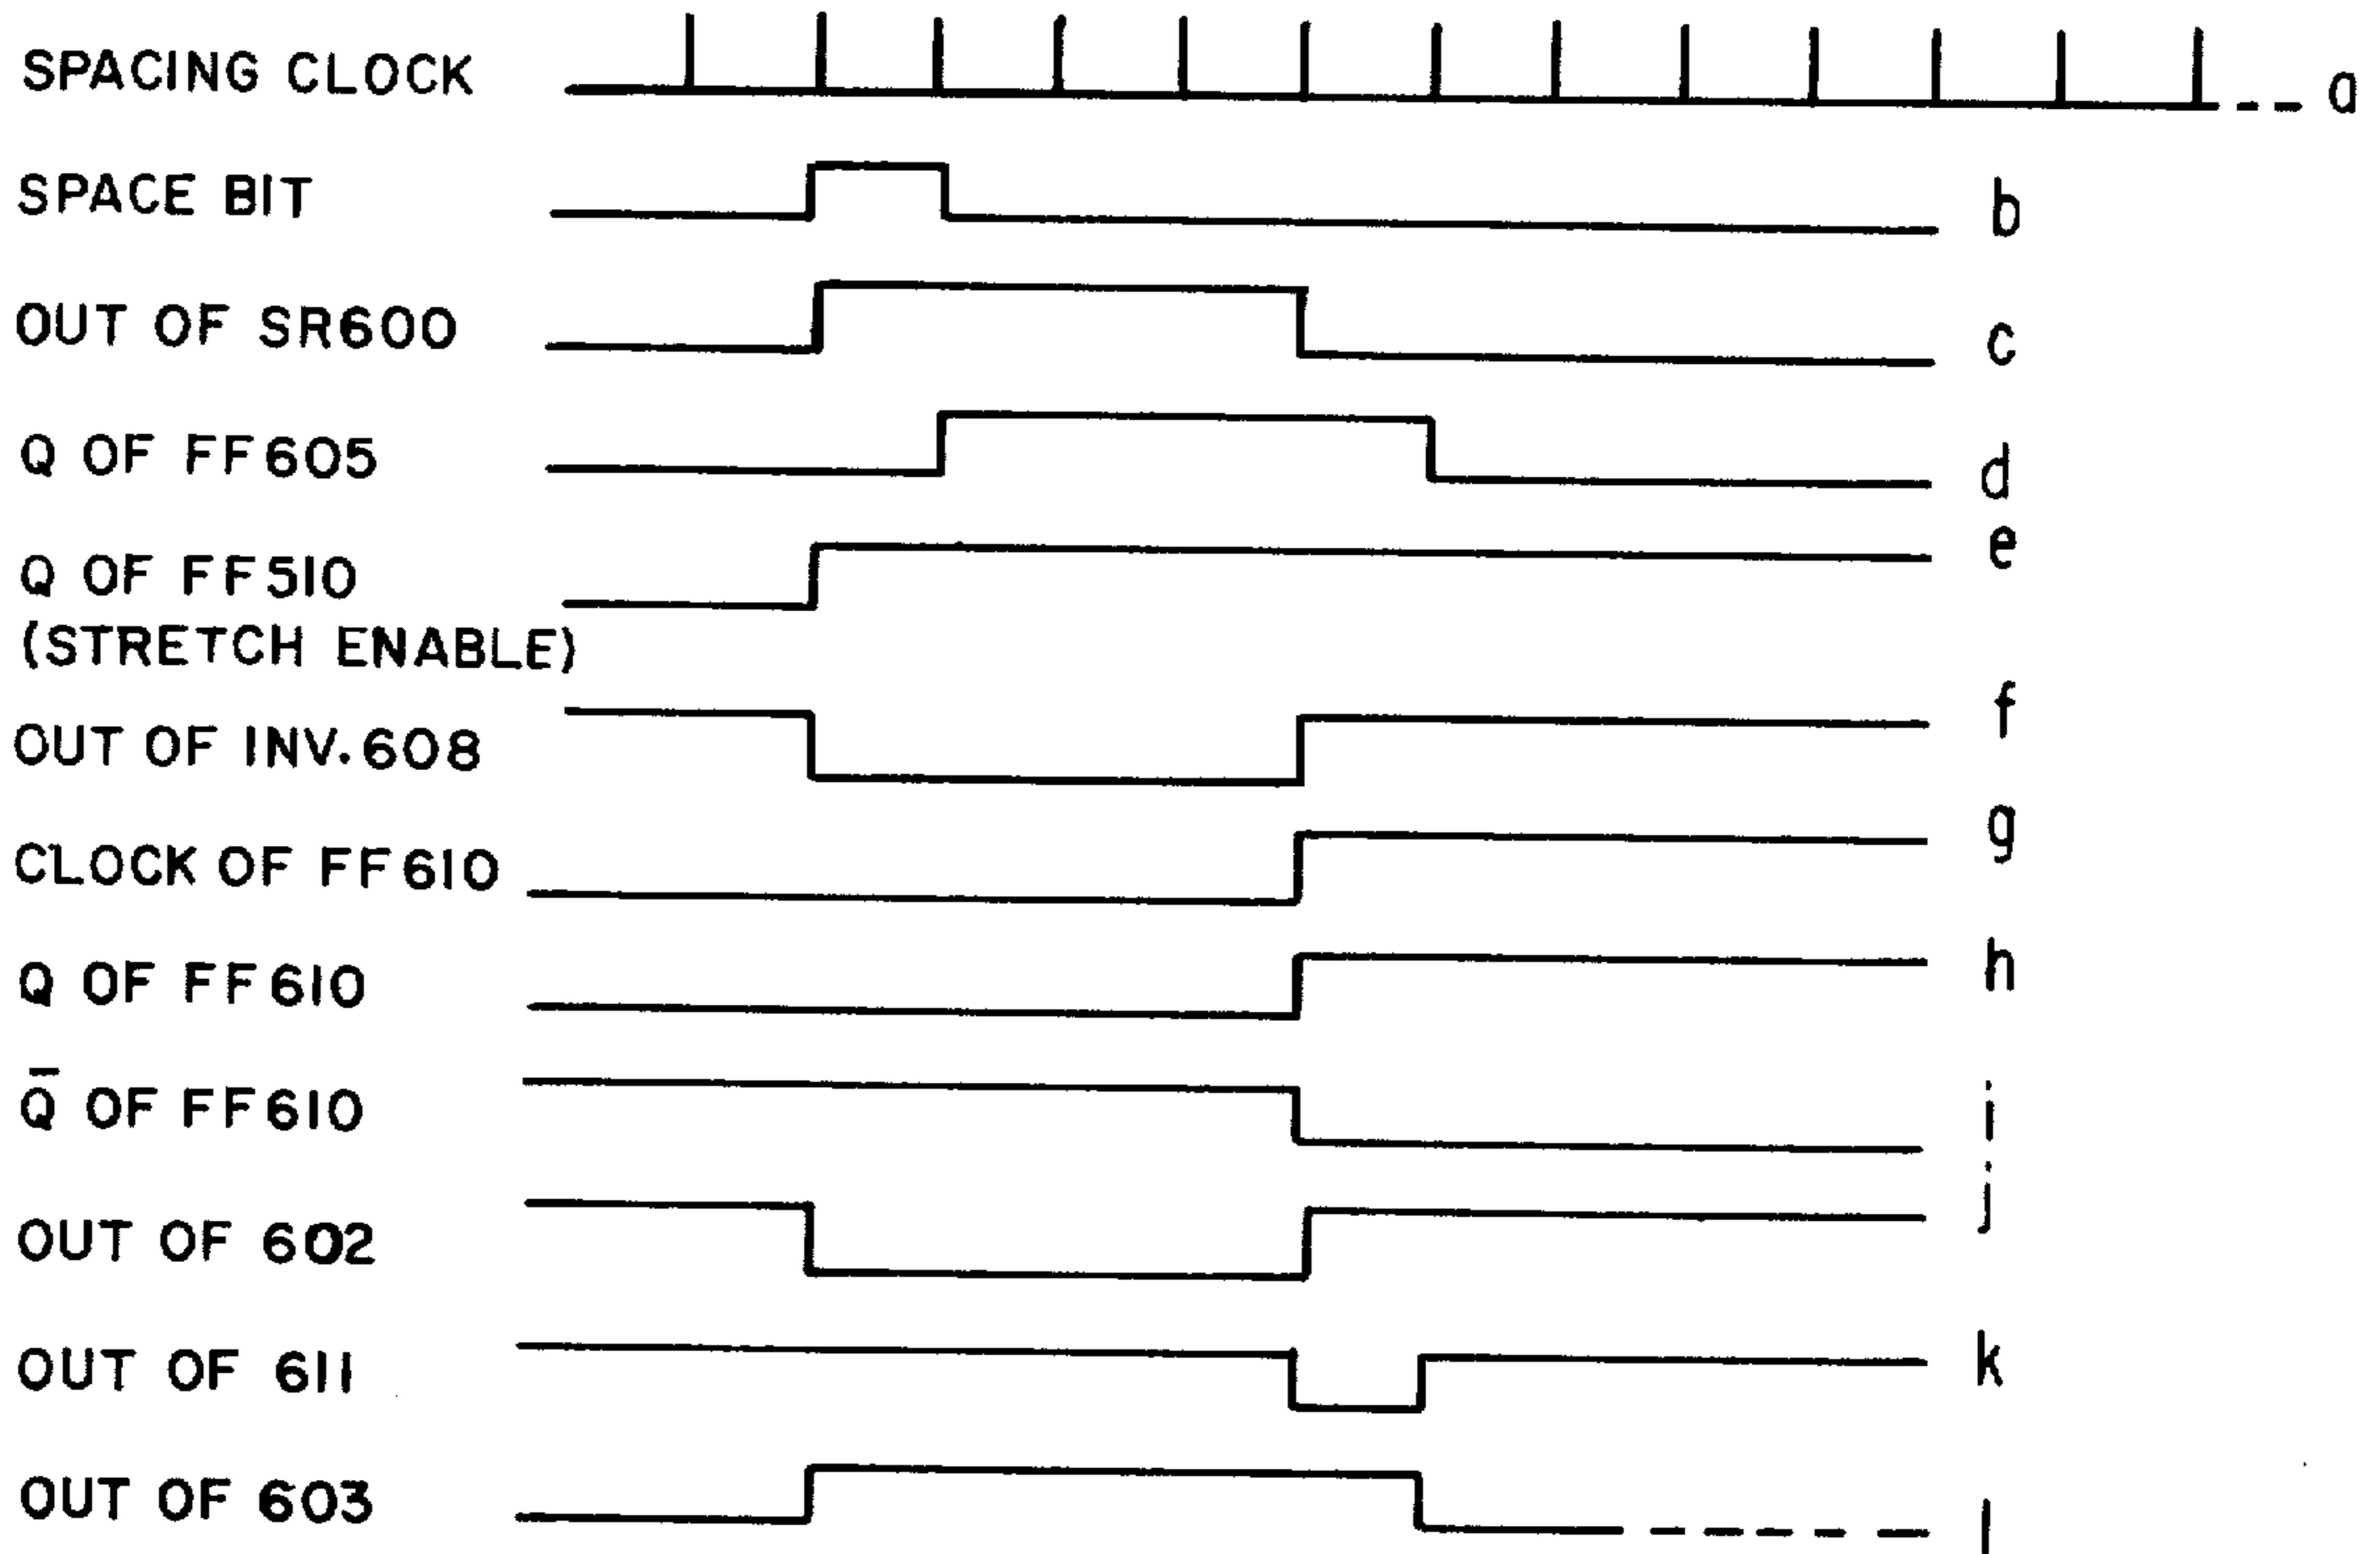 SPACING CLOCK a
SPACE BIT b
OUT OF SR600 c
Q OF FF605 d
Q OF FF510 e
(STRETCH ENABLE)
OUT OF INV.608 f
CLOCK OF FF610 g
Q OF FF610 h
Q̄ OF FF610 i
OUT OF 602 j
OUT OF 611 k
OUT OF 603 l